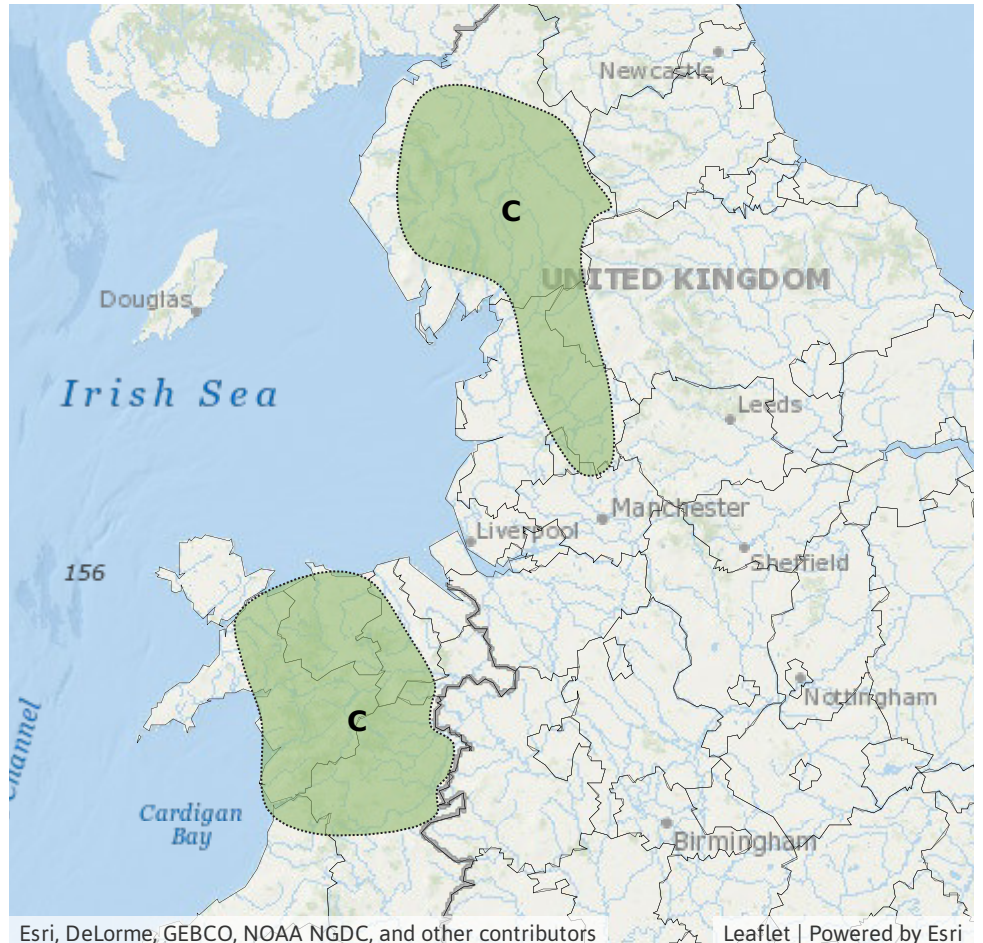 Newcastle
C
UNITED KINGDOM
Douglas
Irish Sea
Leeds
Manchester
Liverpool
Sheffield
156
Nottingham
C
Channel
Cardigan
Bay
Birmingham
Esri, DeLorme, GEBCO, NOAA NGDC, and other contributors
Leaflet | Powered by Esri